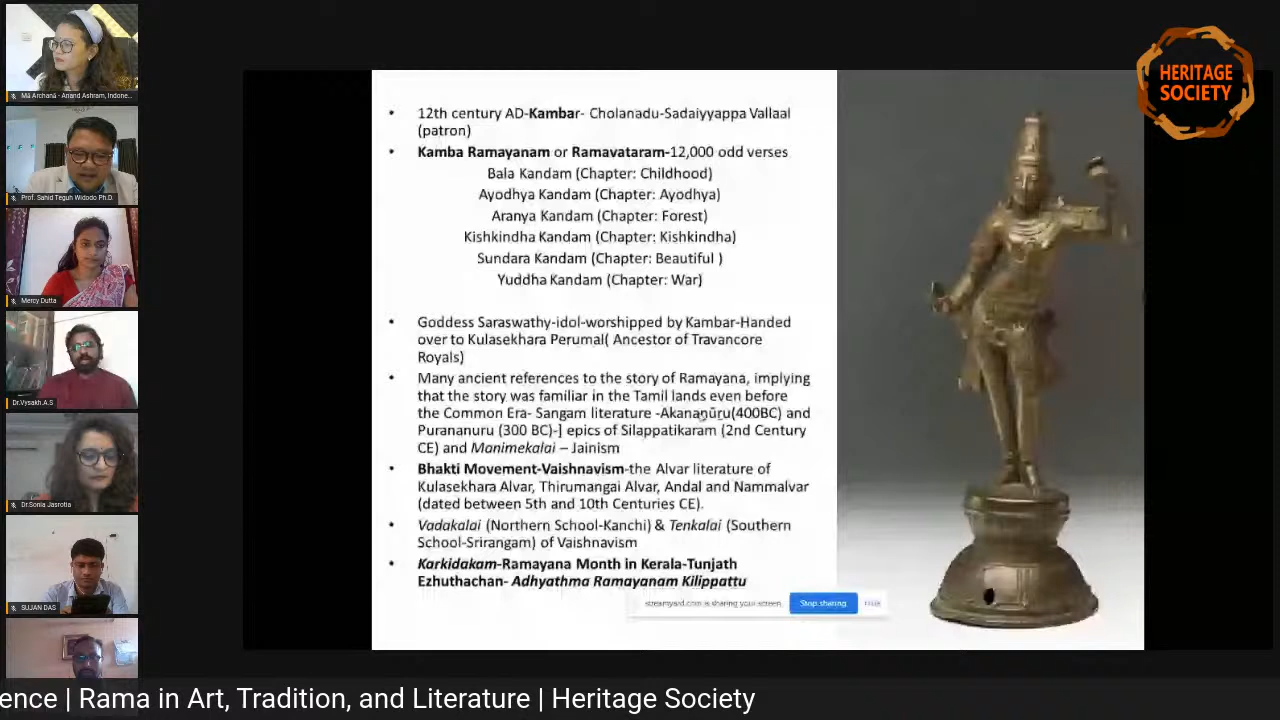 Mā Archanā - Anand Ashram, Indone...
Prof. Sahid Teguh Widodo Ph.D.
Mercy Dutta
Dr.Vysakh.A.S
Dr.Sonia Jasrotia
SUJAN DAS
HERITAGE
SOCIETY
• 12th century AD-Kambar- Cholanadu-Sadaiyyappa Vallaal
(patron)
• Kamba Ramayanam or Ramavataram-12,000 odd verses
Bala Kandam (Chapter: Childhood)
Ayodhya Kandam (Chapter: Ayodhya)
Aranya Kandam (Chapter: Forest)
Kishkindha Kandam (Chapter: Kishkindha)
Sundara Kandam (Chapter: Beautiful )
Yuddha Kandam (Chapter: War)
• Goddess Saraswathy-idol-worshipped by Kambar-Handed
over to Kulasekhara Perumal( Ancestor of Travancore
Royals)
• Many ancient references to the story of Ramayana, implying
that the story was familiar in the Tamil lands even before
the Common Era- Sangam literature -Akanaṉūṟu(400BC) and
Purananuru (300 BC)-] epics of Silappatikaram (2nd Century
CE) and Manimekalai – Jainism
• Bhakti Movement-Vaishnavism-the Alvar literature of
Kulasekhara Alvar, Thirumangai Alvar, Andal and Nammalvar
(dated between 5th and 10th Centuries CE).
• Vadakalai (Northern School-Kanchi) & Tenkalai (Southern
School-Srirangam) of Vaishnavism
• Karkidakam-Ramayana Month in Kerala-Tunjath
Ezhuthachan- Adhyathma Ramayanam Kilippattu
streamyard.com is sharing your screen. Stop sharing Hide
ence | Rama in Art, Tradition, and Literature | Heritage Society